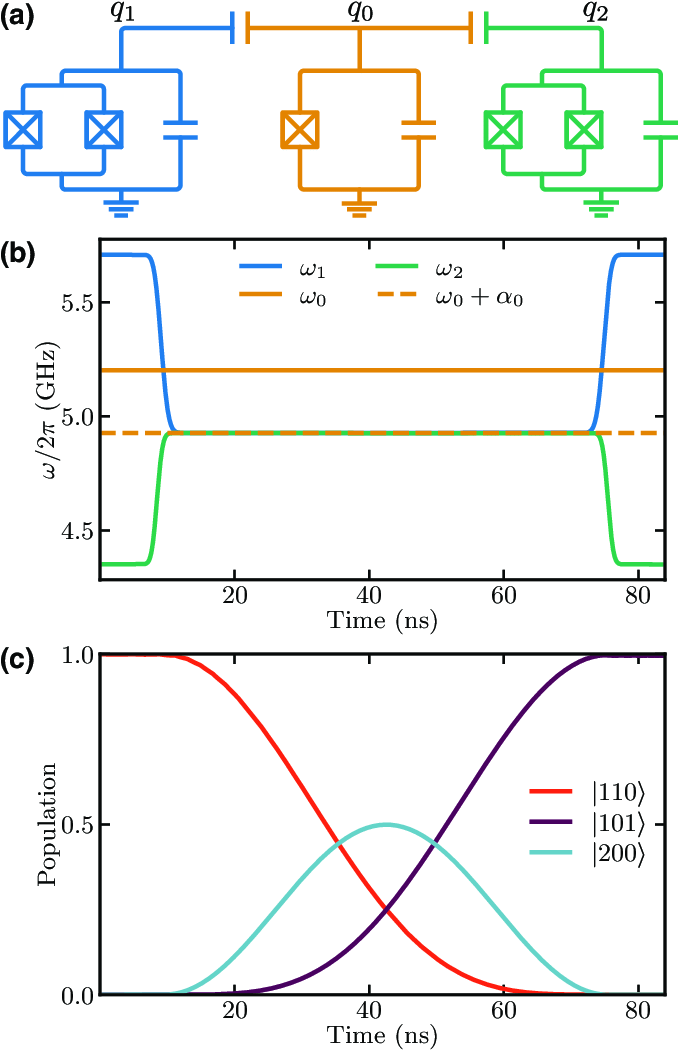 (a) q₁ q₀ q₂
(b)
ω₁ ω₂
ω₀ ω₀ + α₀
5.5
5.0
4.5
ω/2π (GHz)
20 40 60 80
Time (ns)
(c)
1.0
0.5
0.0
Population
|110⟩
|101⟩
|200⟩
20 40 60 80
Time (ns)